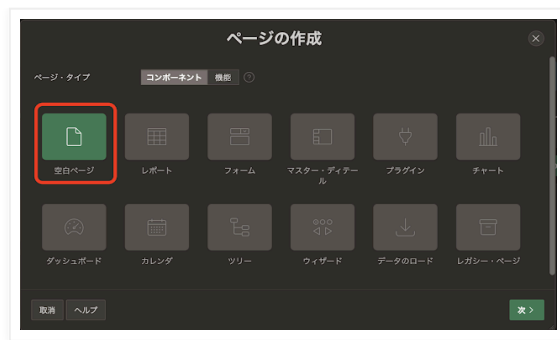 ページの作成
ページ・タイプ
コンポーネント 機能
空白ページ
レポート
フォーム
マスター・ディテー
ル
プラグイン
チャート
ダッシュボード
カレンダ
ツリー
ウィザード
データのロード
レガシー・ページ
取消 ヘルプ
次 >